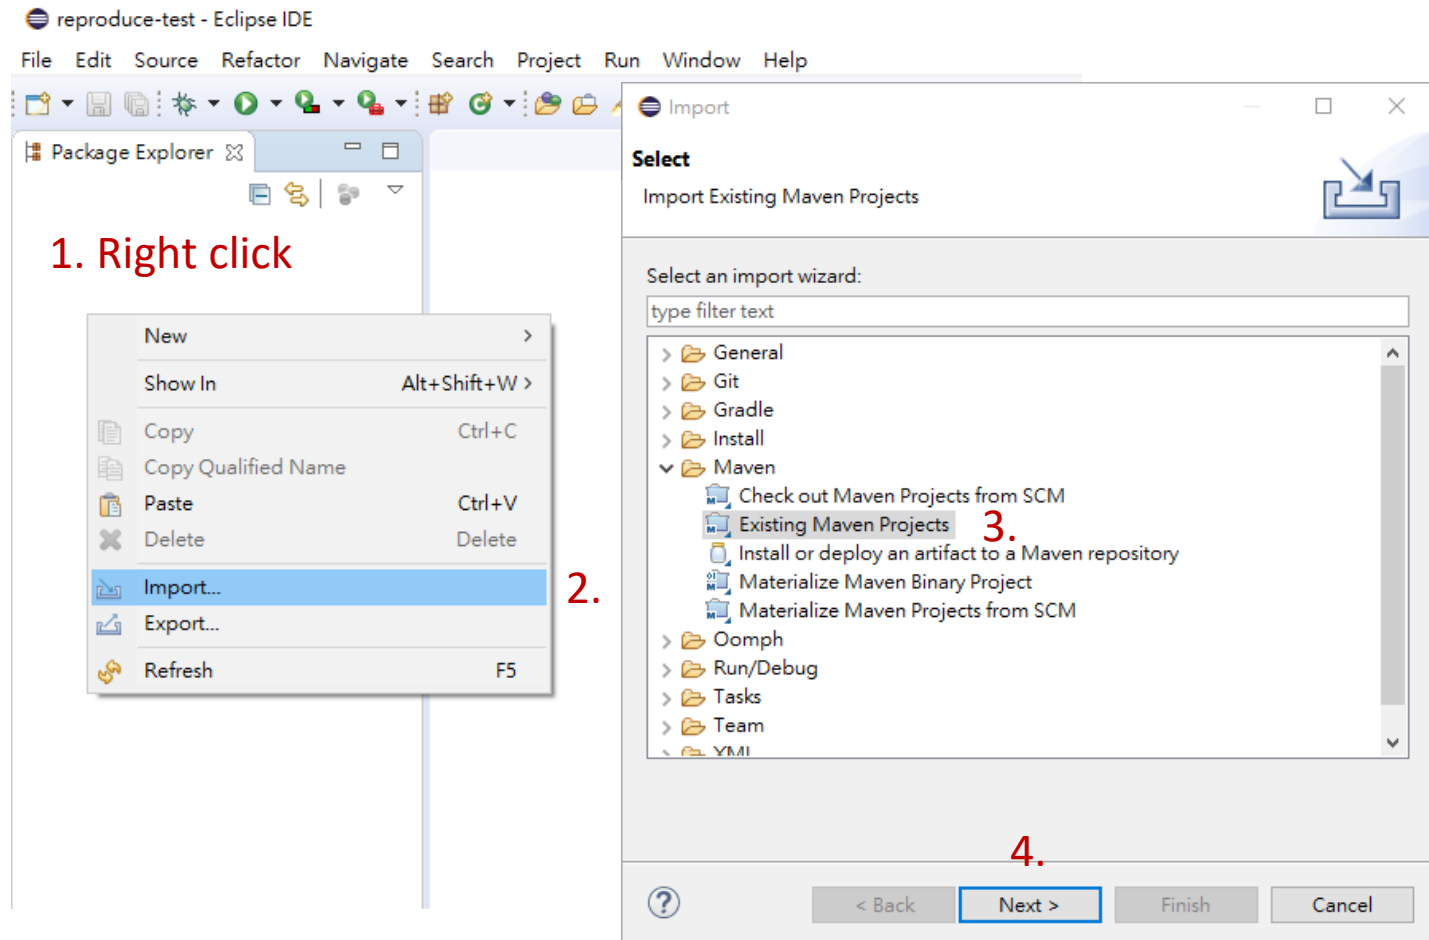 reproduce-test - Eclipse IDE
File Edit Source Refactor Navigate Search Project Run Window Help
Package Explorer
1. Right click
New
Show In Alt+Shift+W
Copy Ctrl+C
Copy Qualified Name
Paste Ctrl+V
Delete Delete
Import...
Export...
Refresh F5
2.
Import
Select
Import Existing Maven Projects
Select an import wizard:
type filter text
General
Git
Gradle
Install
Maven
Check out Maven Projects from SCM
Existing Maven Projects
3.
Install or deploy an artifact to a Maven repository
Materialize Maven Binary Project
Materialize Maven Projects from SCM
Oomph
Run/Debug
Tasks
Team
XML
4.
< Back Next > Finish Cancel